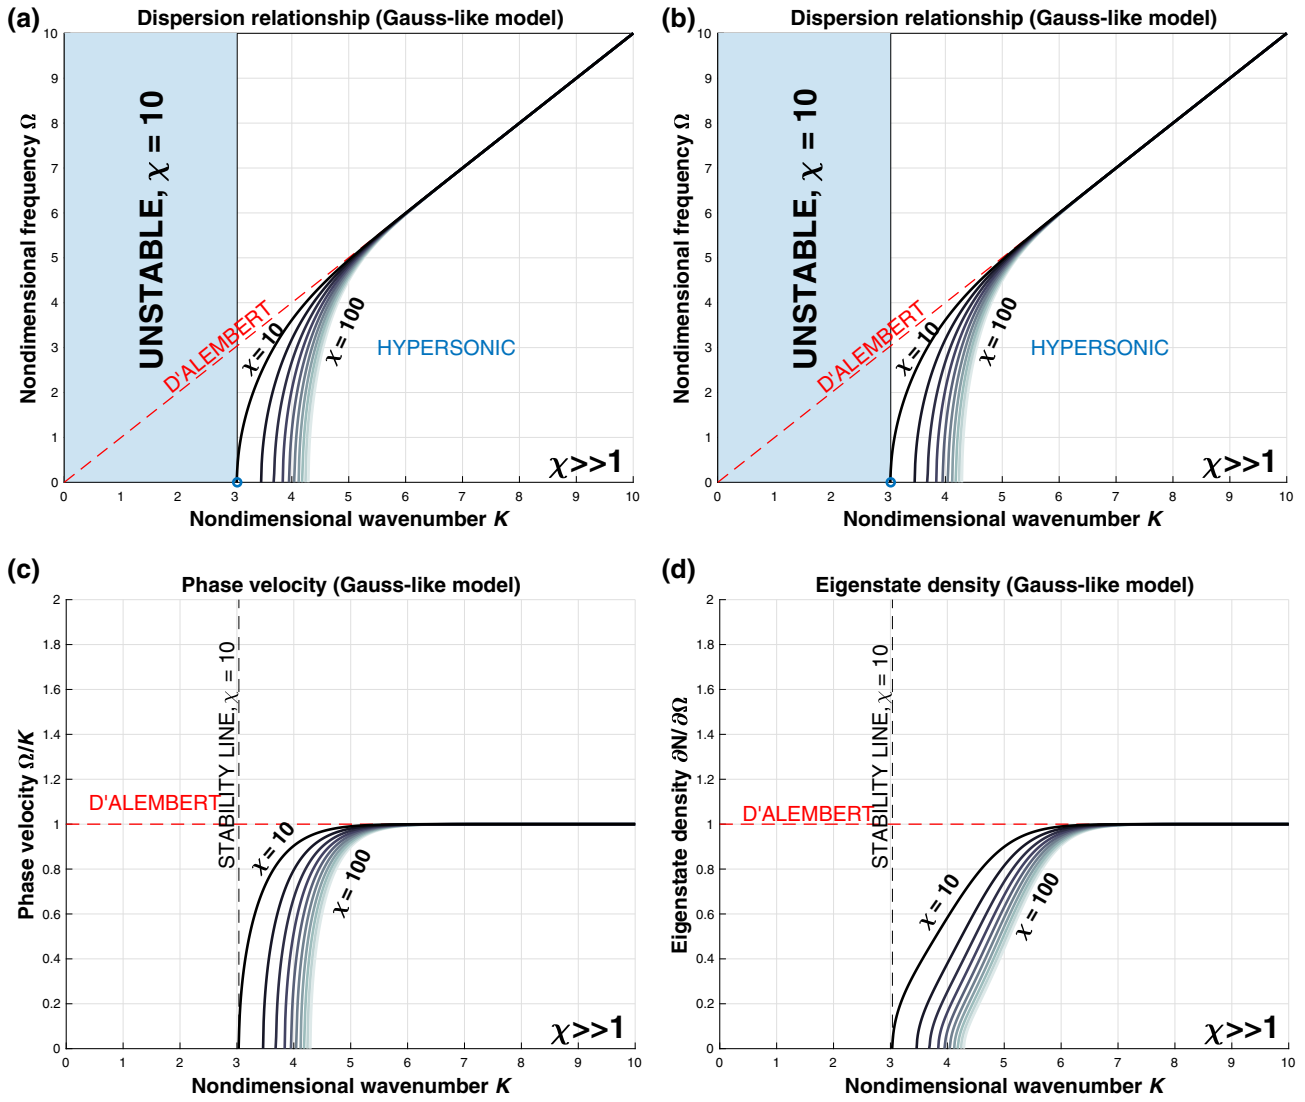 (a)
Dispersion relationship (Gauss-like model)
10
9
8
7
6
5
4
3
2
1
0
Nondimensional frequency Ω
UNSTABLE, χ = 10
D'ALEMBERT
χ = 10
χ = 100
HYPERSONIC
χ>>1
0 1 2 3 4 5 6 7 8 9 10
Nondimensional wavenumber K
(b)
Dispersion relationship (Gauss-like model)
10
9
8
7
6
5
4
3
2
1
0
Nondimensional frequency Ω
UNSTABLE, χ = 10
D'ALEMBERT
χ = 10
χ = 100
HYPERSONIC
χ>>1
0 1 2 3 4 5 6 7 8 9 10
Nondimensional wavenumber K
(c)
Phase velocity (Gauss-like model)
2
1.8
1.6
1.4
1.2
1
0.8
0.6
0.4
0.2
0
Phase velocity Ω/K
D'ALEMBERT
STABILITY LINE, χ = 10
χ = 10
χ = 100
χ>>1
0 1 2 3 4 5 6 7 8 9 10
Nondimensional wavenumber K
(d)
Eigenstate density (Gauss-like model)
2
1.8
1.6
1.4
1.2
1
0.8
0.6
0.4
0.2
0
Eigenstate density ∂N/∂Ω
D'ALEMBERT
STABILITY LINE, χ = 10
χ = 10
χ = 100
χ>>1
0 1 2 3 4 5 6 7 8 9 10
Nondimensional wavenumber K